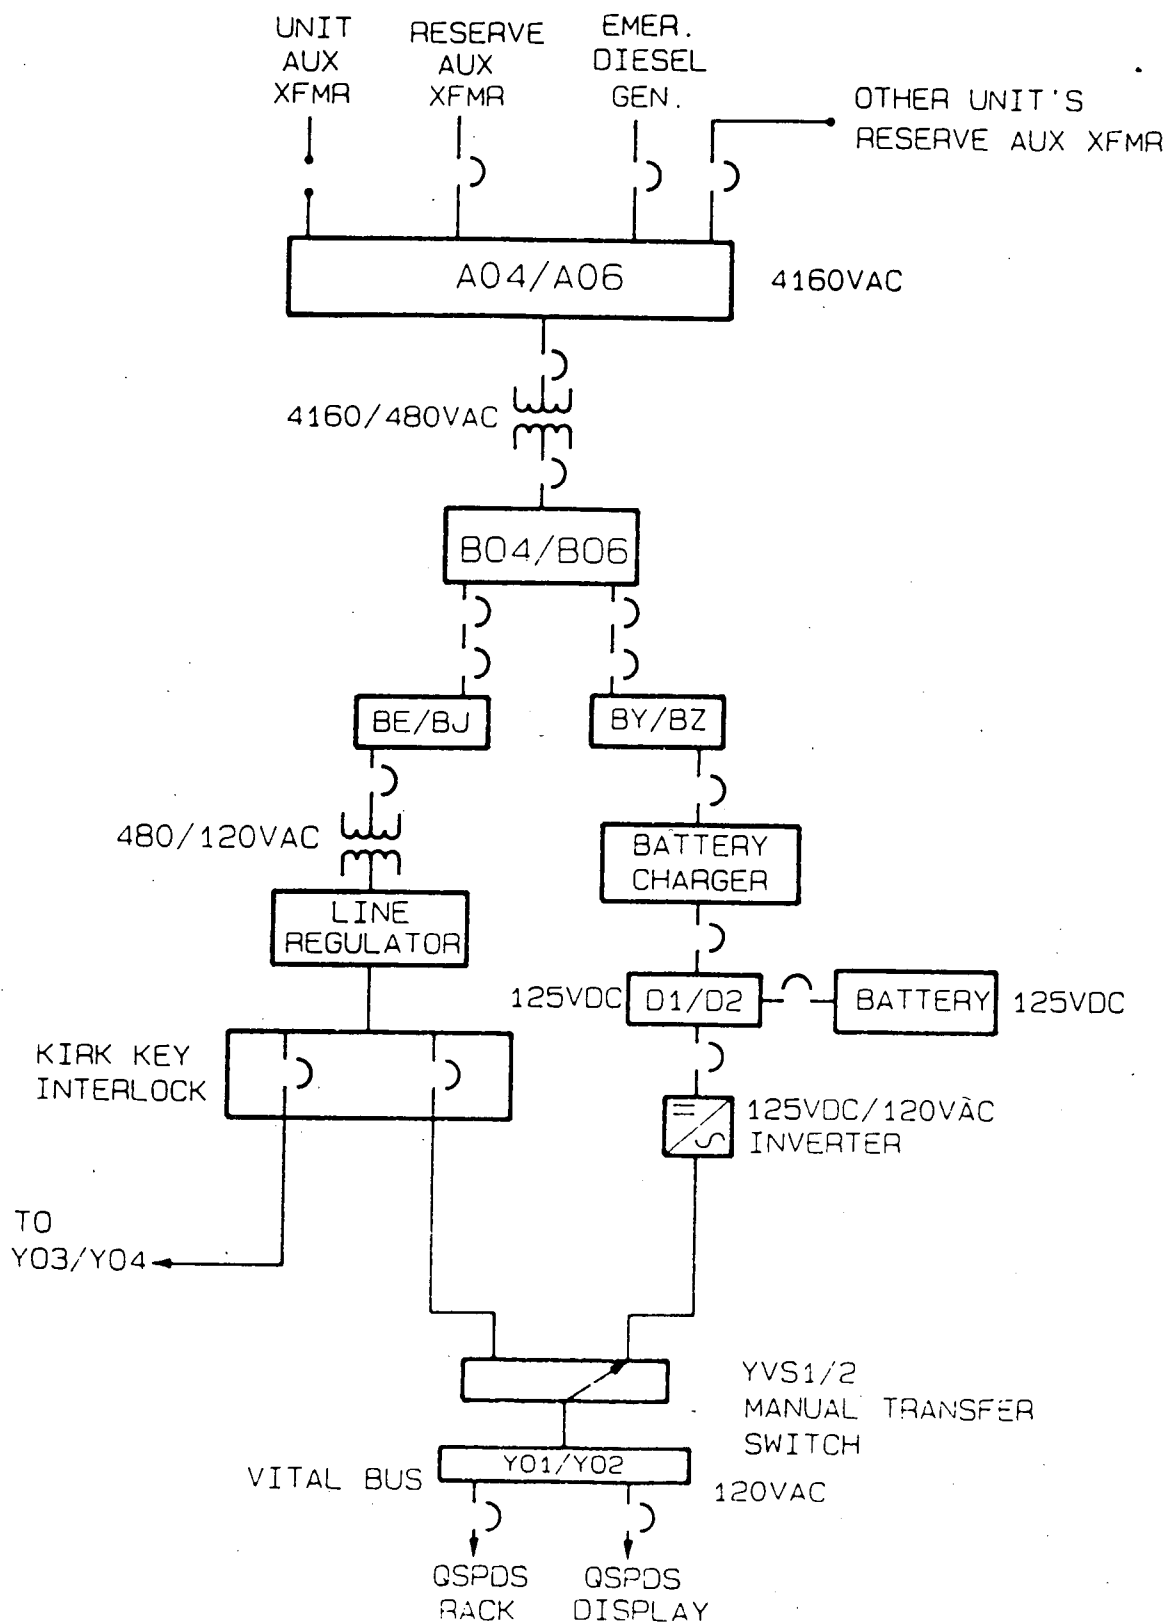 UNIT
AUX
XFMR
RESERVE
AUX
XFMR
EMER.
DIESEL
GEN.
OTHER UNIT'S
RESERVE AUX XFMR
A04/A06
4160VAC
4160/480VAC
B04/B06
BE/BJ
BY/BZ
480/120VAC
BATTERY
CHARGER
LINE
REGULATOR
125VDC
D1/D2
BATTERY
125VDC
KIRK KEY
INTERLOCK
125VDC/120VAC
INVERTER
TO
Y03/Y04
YVS1/2
MANUAL TRANSFER
SWITCH
VITAL BUS
Y01/Y02
120VAC
QSPDS
RACK
QSPDS
DISPLAY